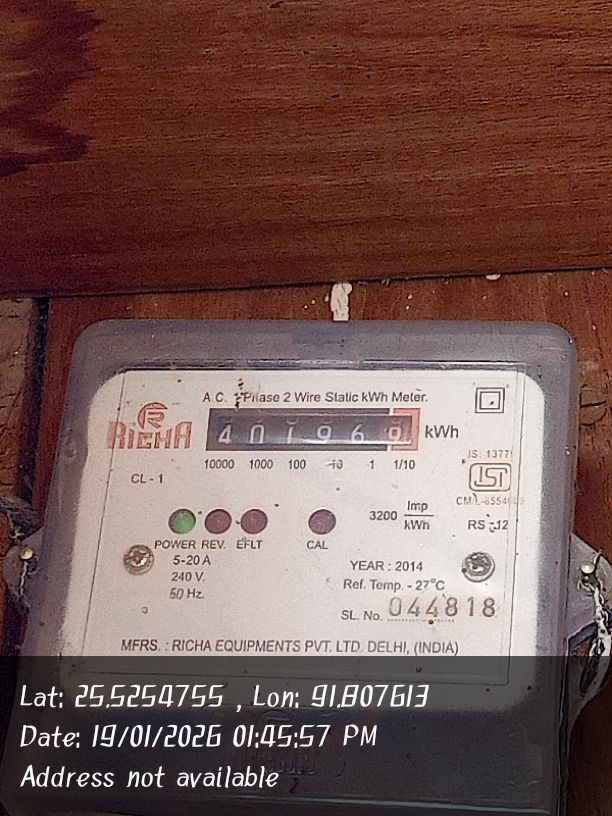 A.C. 1 Phase 2 Wire Static kWh Meter.
RICHA
4 0 1 9 6 9 kWh
10000 1000 100 10 1 1/10
IS: 13779
CL - 1
ISI
3200 Imp/kWh
RS - 12
POWER REV. EFLT CAL
5-20 A
240 V.
50 Hz.
YEAR : 2014
Ref. Temp. - 27°C
SL. No. 044818
MFRS. : RICHA EQUIPMENTS PVT. LTD. DELHI, (INDIA)
Lat: 25.5254755 , Lon: 91.807613
Date: 19/01/2026 01:45:57 PM
Address not available